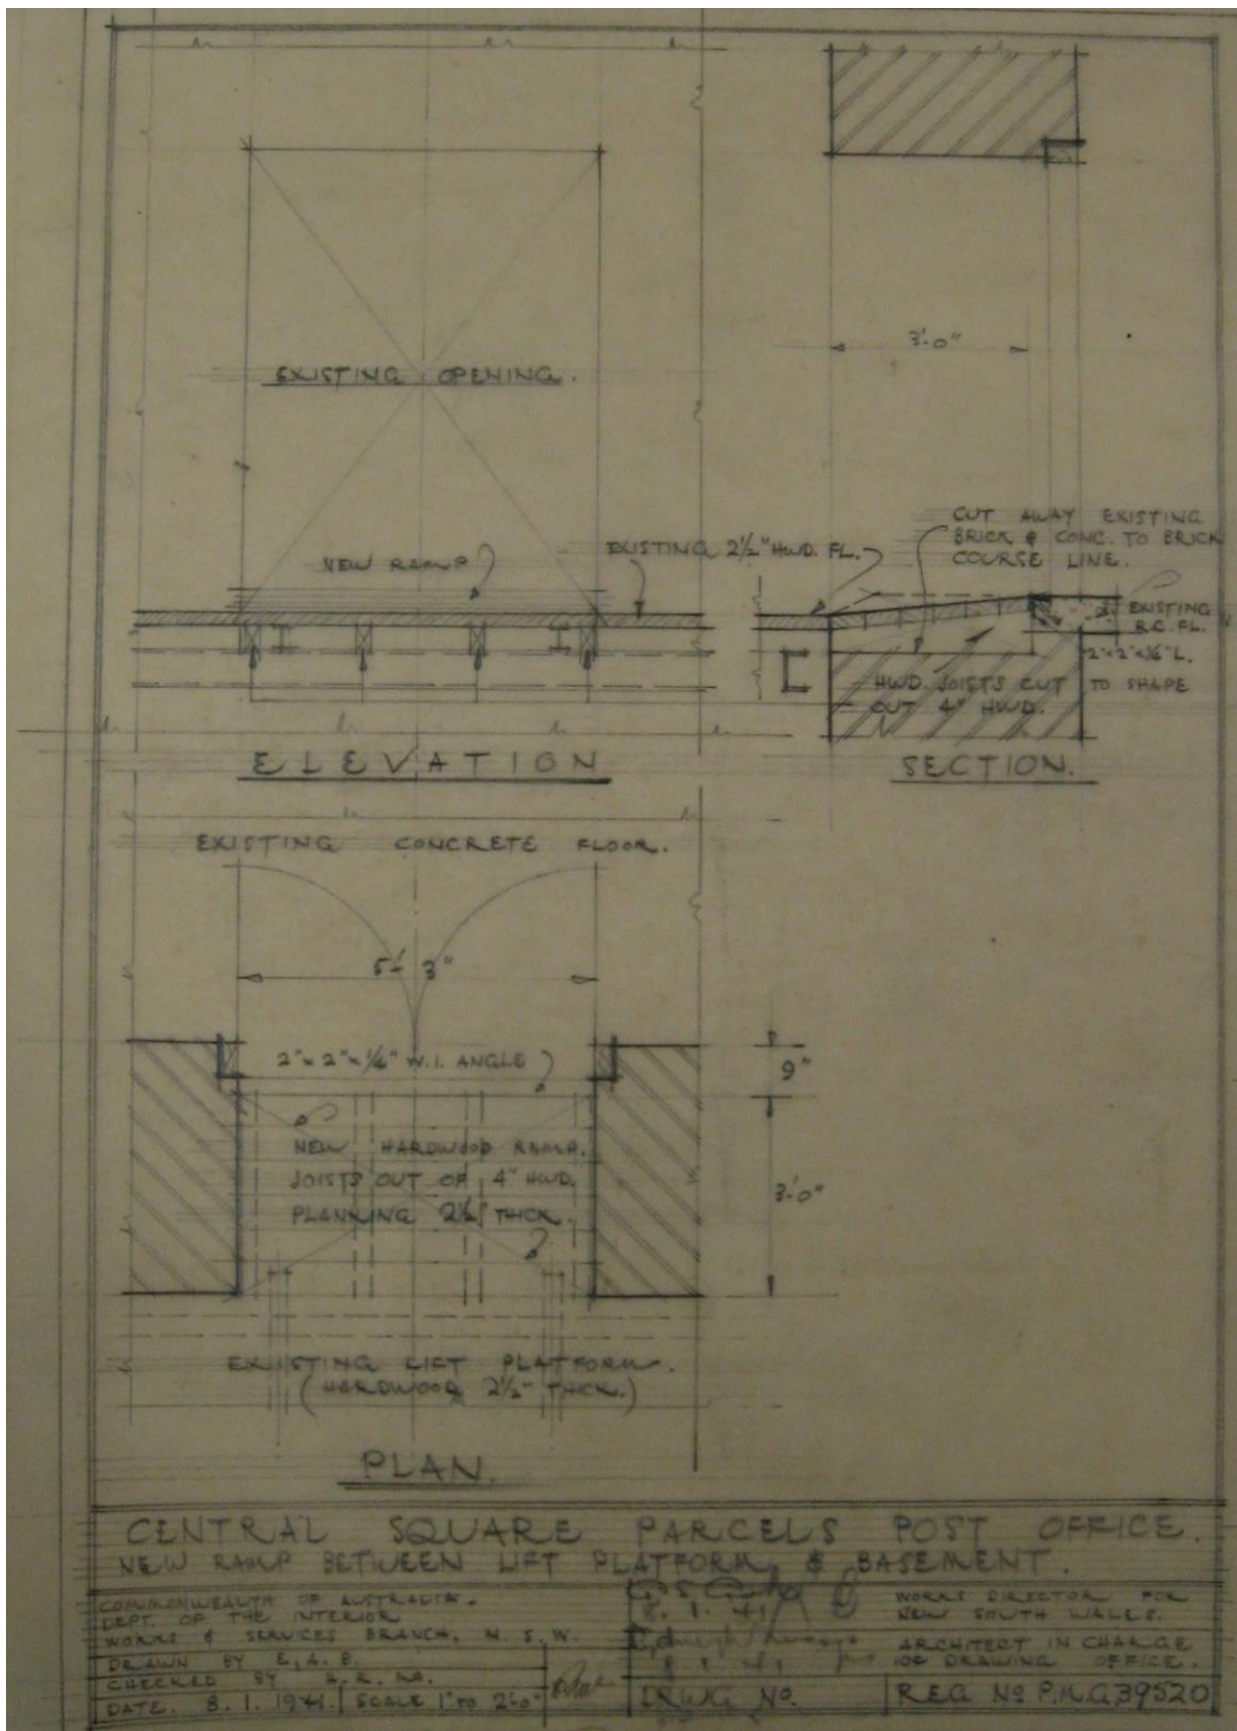 3'-0"
EXISTING OPENING.
CUT AWAY EXISTING
BRICK & CONC. TO BRICK
COURSE LINE.
NEW RAMP
EXISTING 2½" HWD. FL.
EXISTING
R.C. FL.
2"x2"x¼" L.
HWD. JOISTS CUT TO SHAPE
OUT 4" HWD.
ELEVATION
SECTION.
EXISTING CONCRETE FLOOR.
5'-3"
2"x2"x¼" W.I. ANGLE
9"
NEW HARDWOOD RAMP.
JOISTS OUT OF 4" HWD.
PLANKING 2½" THICK.
3'-0"
EXISTING LIFT PLATFORM.
(HARDWOOD 2½" THICK.)
PLAN.
CENTRAL SQUARE PARCELS POST OFFICE.
NEW RAMP BETWEEN LIFT PLATFORM & BASEMENT.
COMMONWEALTH OF AUSTRALIA.
DEPT. OF THE INTERIOR
WORKS & SERVICES BRANCH, N. S. W.
DRAWN BY E. A. B.
CHECKED BY
DATE. 8. 1. 1941. SCALE 1" TO 2'-0"
8. 1. 41
WORKS DIRECTOR FOR
NEW SOUTH WALES.
ARCHITECT IN CHARGE
OF DRAWING OFFICE.
DRWG Nº.
REG Nº P.M.G.39520